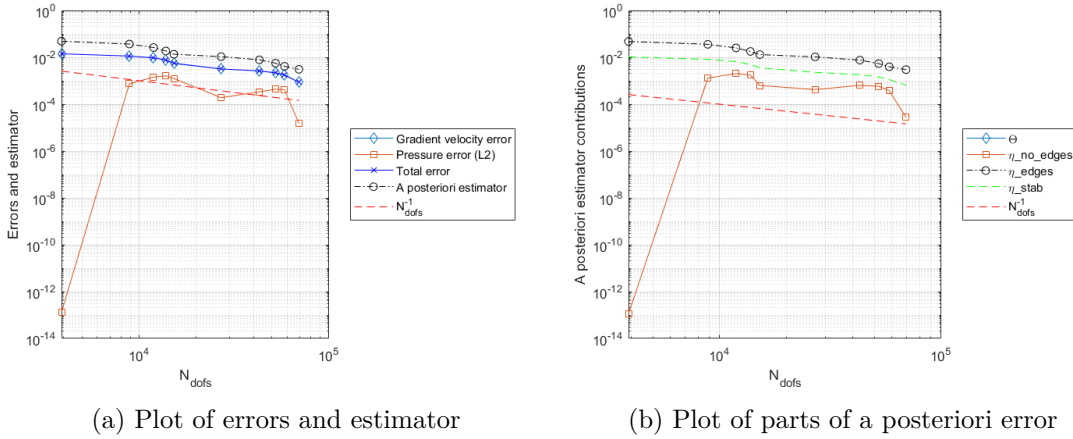 10^0
10^-2
10^-4
10^-6
10^-8
10^-10
10^-12
10^-14
Errors and estimator
10^4
10^5
N_dofs
Gradient velocity error
Pressure error (L2)
Total error
A posteriori estimator
N_dofs^-1
(a) Plot of errors and estimator
10^0
10^-2
10^-4
10^-6
10^-8
10^-10
10^-12
10^-14
A posteriori estimator contributions
10^4
10^5
N_dofs
Θ
η_no_edges
η_edges
η_stab
N_dofs^-1
(b) Plot of parts of a posteriori error